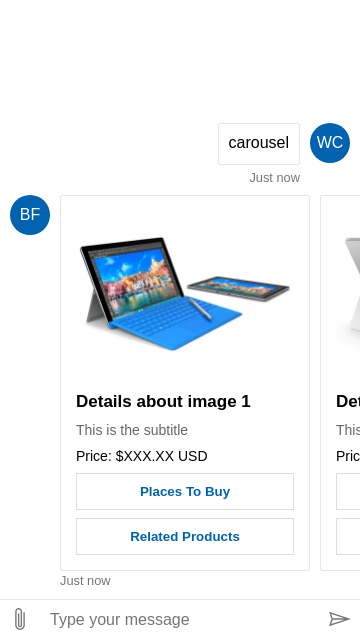 carousel
WC
Just now
BF
Details about image 1
This is the subtitle
Price: $XXX.XX USD
Places To Buy
Related Products
Det
This
Pric
Just now
Type your message